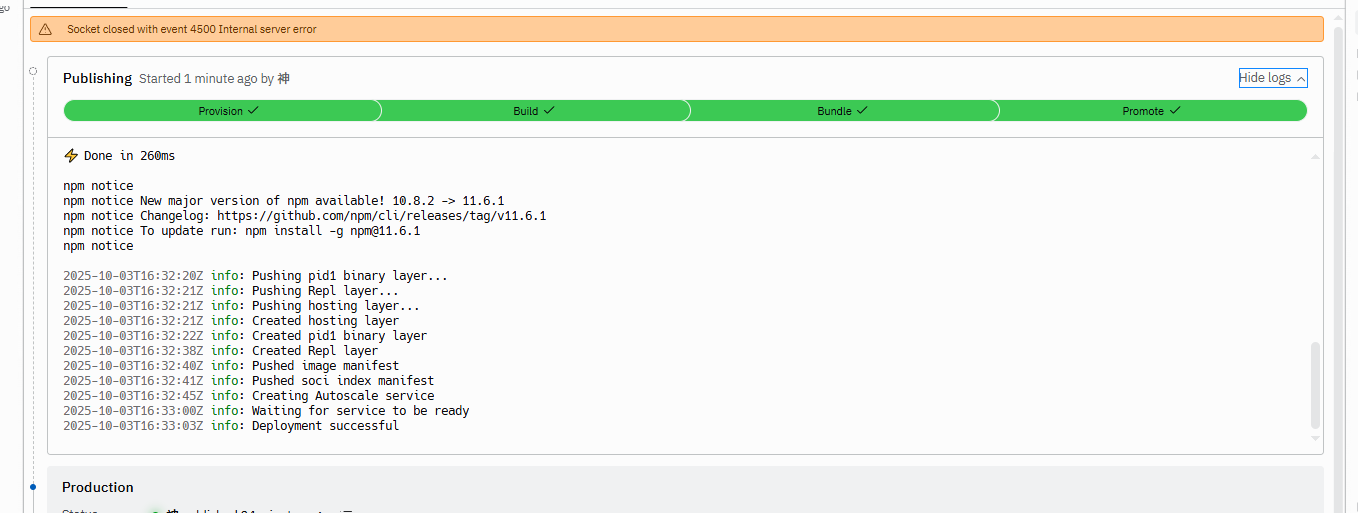 go
Socket closed with event 4500 Internal server error
Publishing Started 1 minute ago by 神
Hide logs
Provision
Build
Bundle
Promote
Done in 260ms
npm notice
npm notice New major version of npm available! 10.8.2 -> 11.6.1
npm notice Changelog: https://github.com/npm/cli/releases/tag/v11.6.1
npm notice To update run: npm install -g npm@11.6.1
npm notice
2025-10-03T16:32:20Z info: Pushing pid1 binary layer...
2025-10-03T16:32:21Z info: Pushing Repl layer...
2025-10-03T16:32:21Z info: Pushing hosting layer...
2025-10-03T16:32:21Z info: Created hosting layer
2025-10-03T16:32:22Z info: Created pid1 binary layer
2025-10-03T16:32:38Z info: Created Repl layer
2025-10-03T16:32:40Z info: Pushed image manifest
2025-10-03T16:32:41Z info: Pushed soci index manifest
2025-10-03T16:32:45Z info: Creating Autoscale service
2025-10-03T16:33:00Z info: Waiting for service to be ready
2025-10-03T16:33:03Z info: Deployment successful
Production
Status